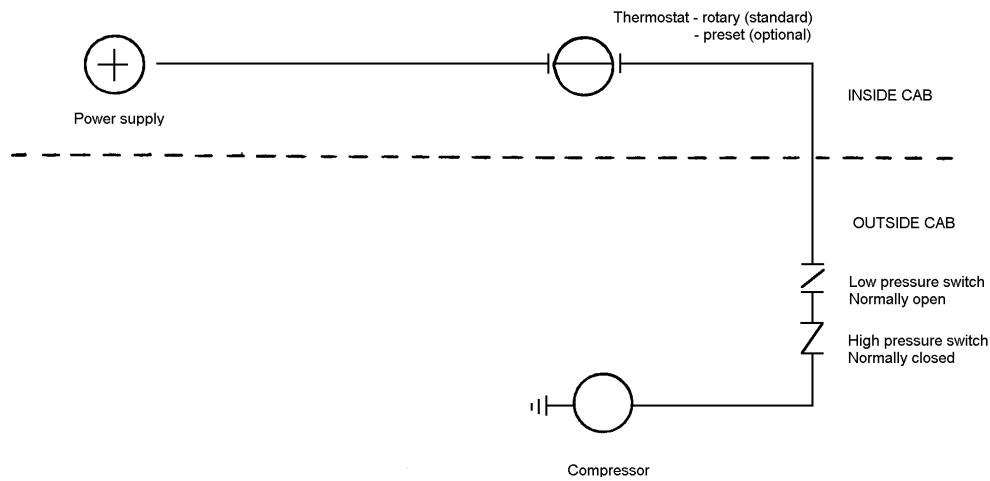 Thermostat - rotary (standard)
- preset (optional)
Power supply
INSIDE CAB
OUTSIDE CAB
Low pressure switch
Normally open
High pressure switch
Normally closed
Compressor